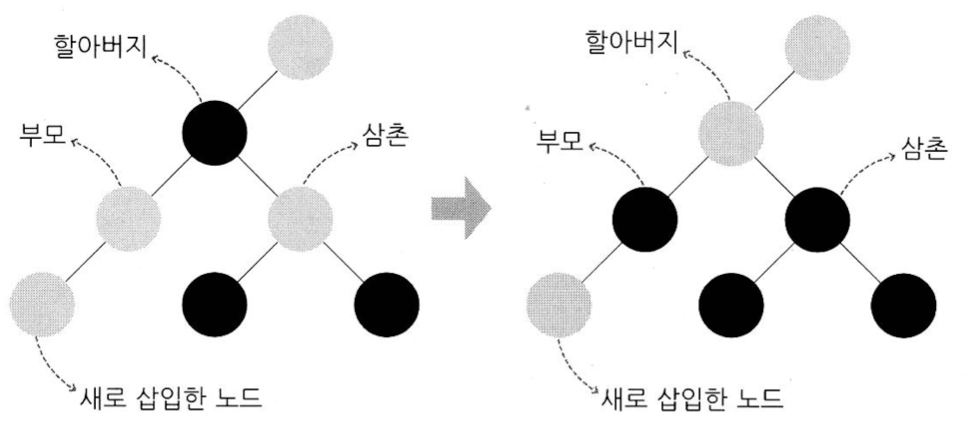 할아버지
부모
삼촌
새로 삽입한 노드
할아버지
부모
삼촌
새로 삽입한 노드